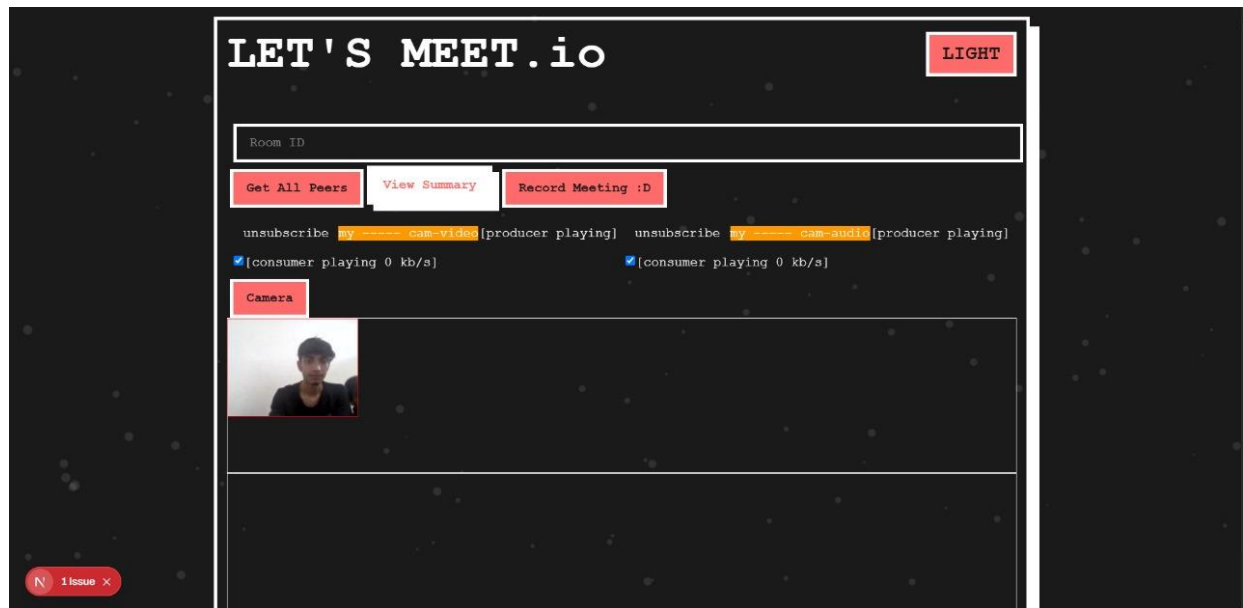 LET'S MEET.io
LIGHT
Room ID
Get All Peers
View Summary
Record Meeting :D
unsubscribe my ----- cam-video[producer playing]
unsubscribe my ----- cam-audio[producer playing]
[consumer playing 0 kb/s]
[consumer playing 0 kb/s]
Camera
N 1 Issue ×